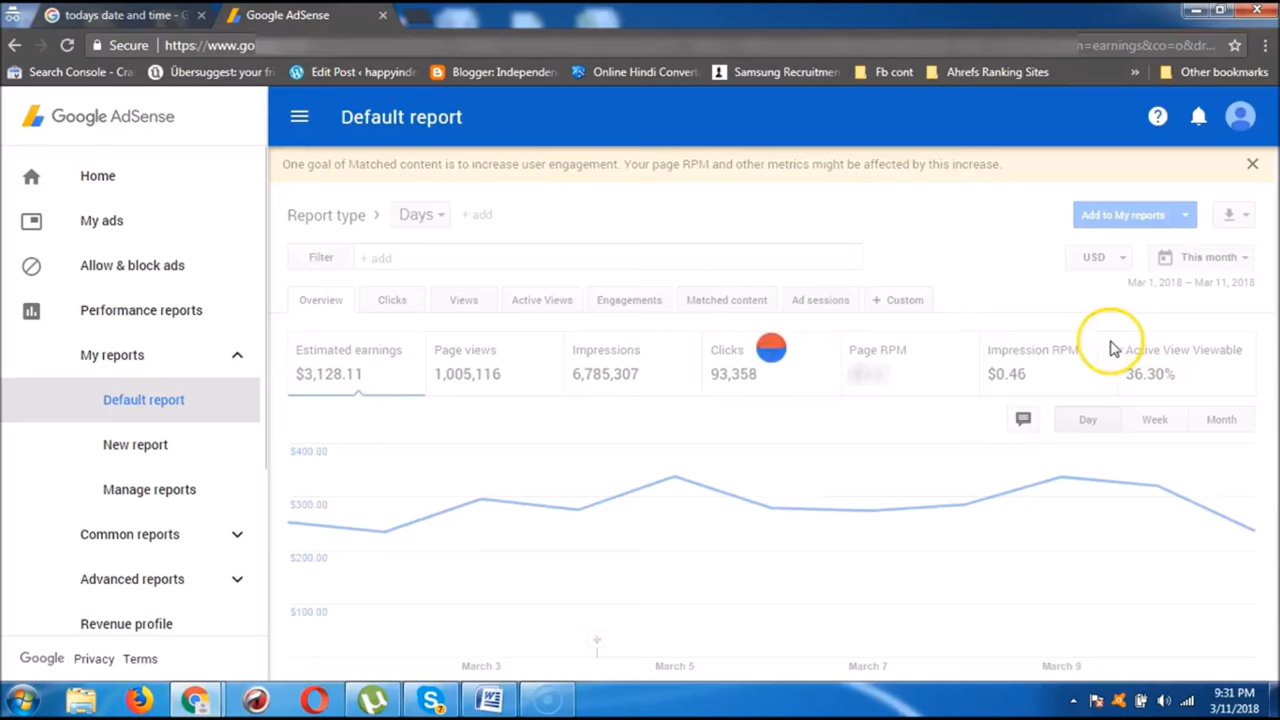 todays date and time - G
Google AdSense
Secure
https://www.go
n=earnings&co=o&dr...
Search Console - Cra
Übersuggest: your fr
Edit Post ‹ happyinde
Blogger: Independen
Online Hindi Convert
Samsung Recruitmen
Fb cont
Ahrefs Ranking Sites
»
Other bookmarks
Google AdSense
Default report
One goal of Matched content is to increase user engagement. Your page RPM and other metrics might be affected by this increase.
Home
My ads
Allow & block ads
Performance reports
My reports
Default report
New report
Manage reports
Common reports
Advanced reports
Revenue profile
Google Privacy Terms
Report type › Days + add
Add to My reports
Filter + add
USD
This month
Mar 1, 2018 – Mar 11, 2018
Overview Clicks Views Active Views Engagements Matched content Ad sessions + Custom
Estimated earnings Page views Impressions Clicks Page RPM Impression RPM Active View Viewable
$3,128.11 1,005,116 6,785,307 93,358 $0.46 36.30%
Day Week Month
$400.00
$300.00
$200.00
$100.00
March 3 March 5 March 7 March 9
9:31 PM
3/11/2018